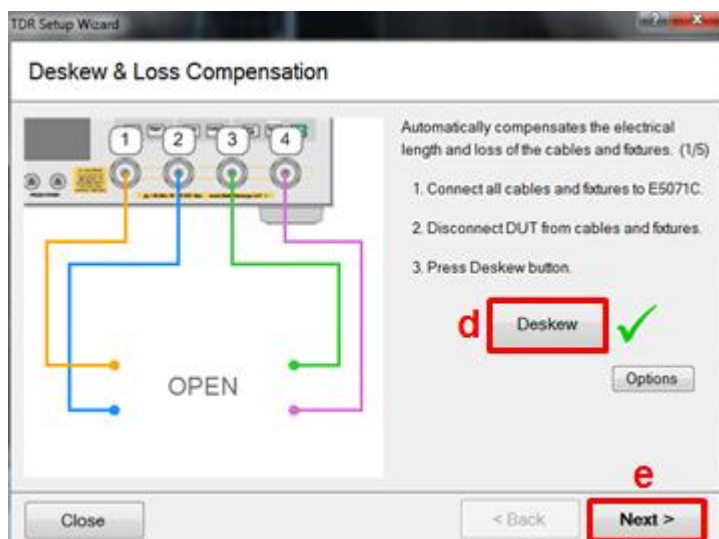 TDR Setup Wizard
Deskew & Loss Compensation
1 2 3 4
OPEN
Automatically compensates the electrical
length and loss of the cables and fixtures. (1/5)
1. Connect all cables and fixtures to E5071C.
2. Disconnect DUT from cables and fixtures.
3. Press Deskew button.
d Deskew
Options
e
Close
< Back
Next >